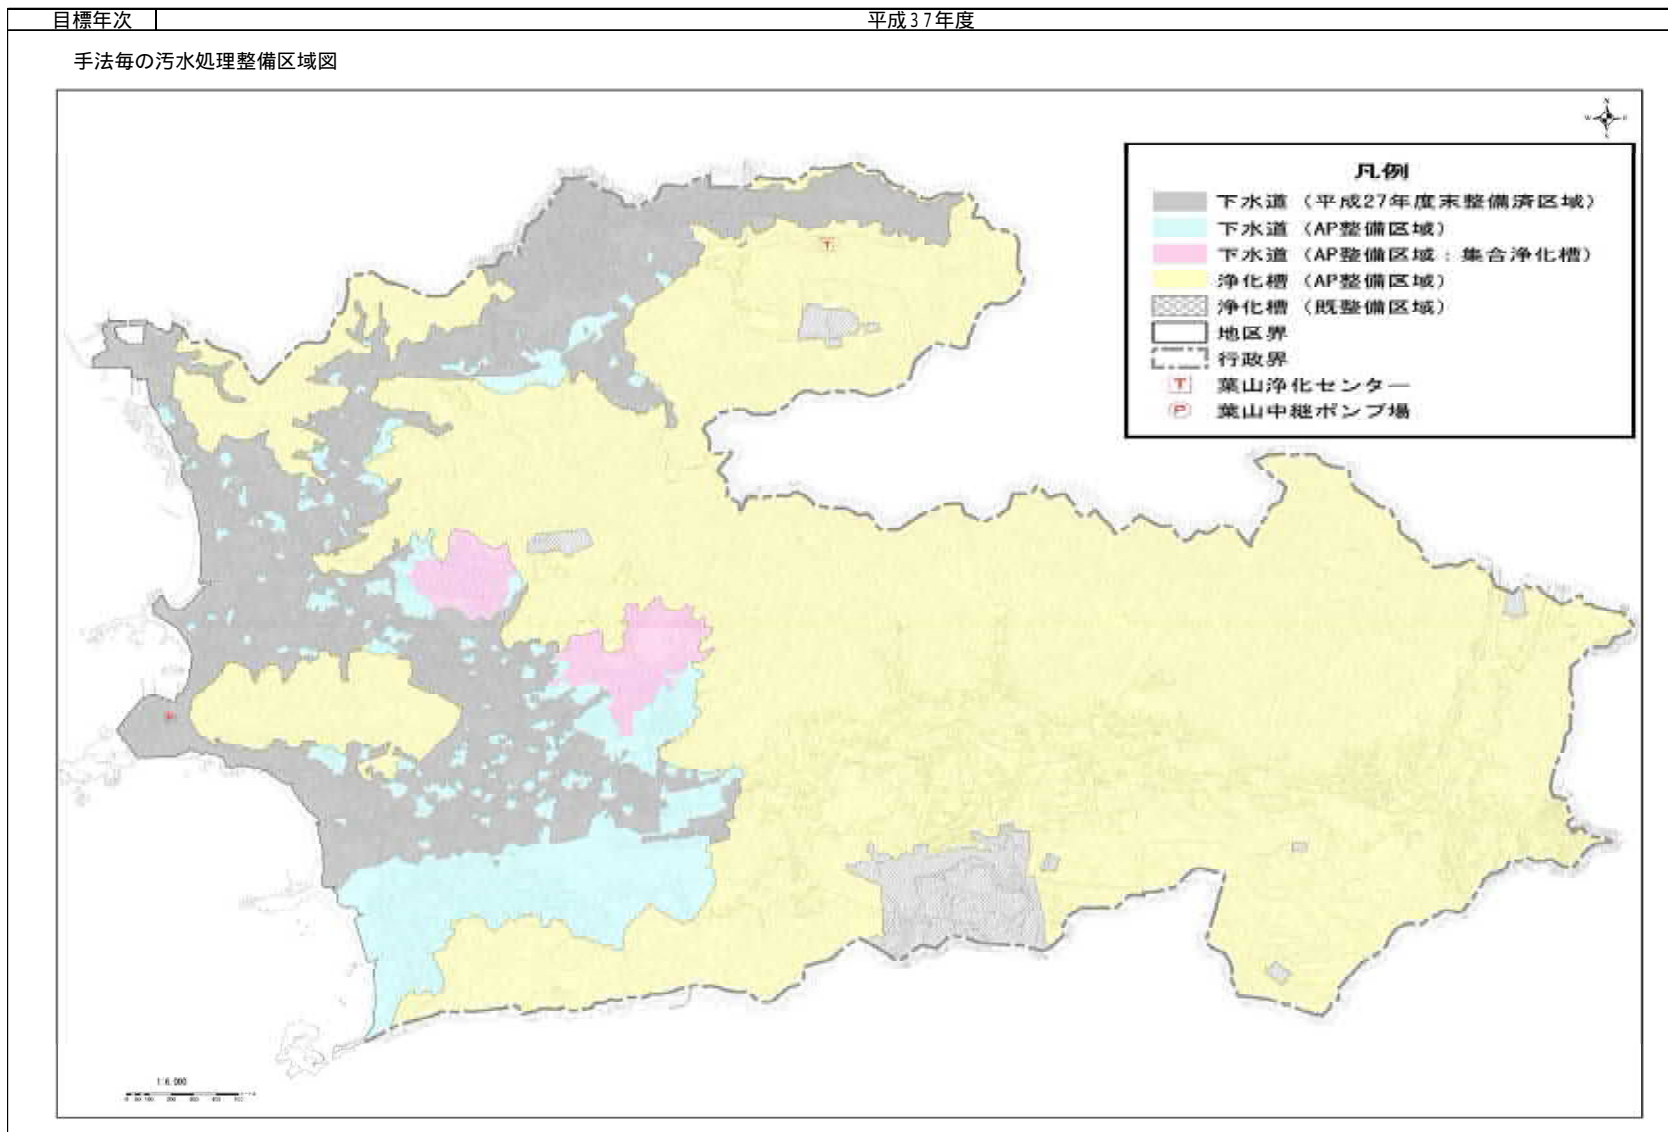 目標年次 平成37年度
手法毎の汚水処理整備区域図
N
W
凡例
下水道（平成27年度末整備済区域）
下水道（AP整備区域）
下水道（AP整備区域：集合浄化槽）
浄化槽（AP整備区域）
浄化槽（既整備区域）
地区界
行政界
T 葉山浄化センター
P 葉山中継ポンプ場
T
P
1:6,000